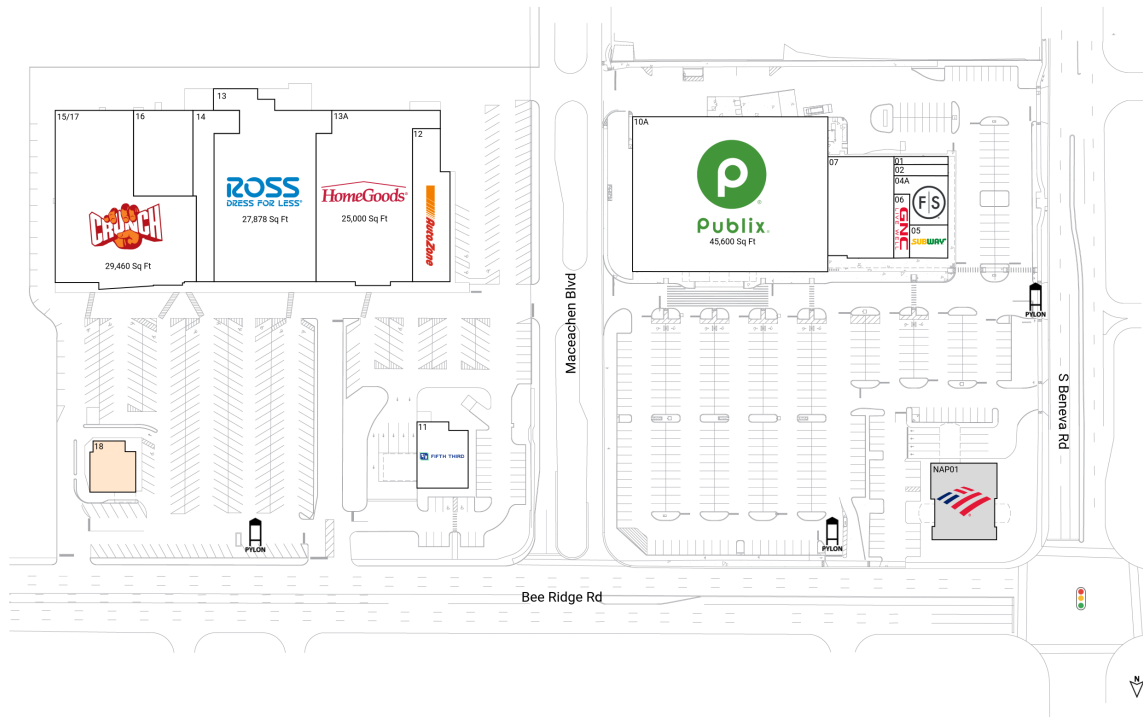 13
15/17
16
14
13A
12
ROSS
DRESS FOR LESS®
27,878 Sq Ft
HomeGoods®
25,000 Sq Ft
AutoZone
CRUNCH
29,460 Sq Ft
10A
Publix®
45,600 Sq Ft
07
01
02
04A
F|S
06
GNC
LIVE WELL
05
SUBWAY
PYLON
Maceachen Blvd
S Beneva Rd
18
11
FIFTH THIRD
NAP01
PYLON
PYLON
Bee Ridge Rd
N